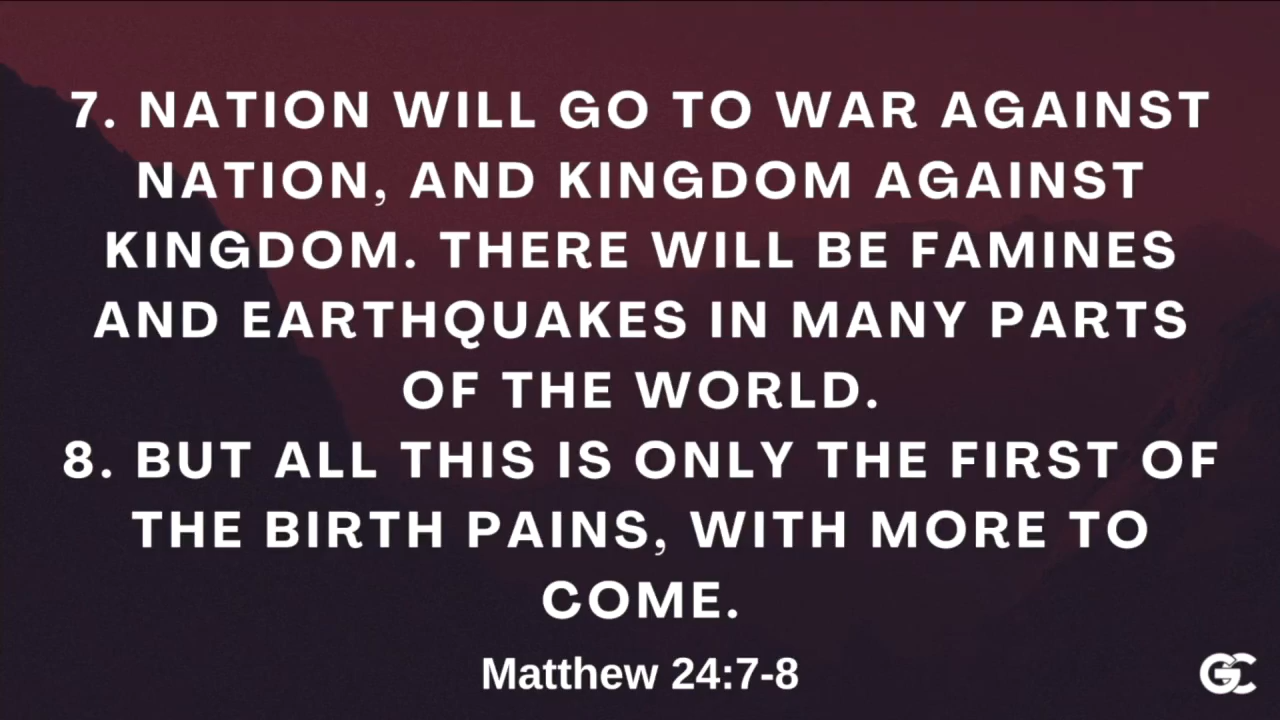 7. NATION WILL GO TO WAR AGAINST
NATION, AND KINGDOM AGAINST
KINGDOM. THERE WILL BE FAMINES
AND EARTHQUAKES IN MANY PARTS
OF THE WORLD.
8. BUT ALL THIS IS ONLY THE FIRST OF
THE BIRTH PAINS, WITH MORE TO
COME.
Matthew 24:7-8
GC